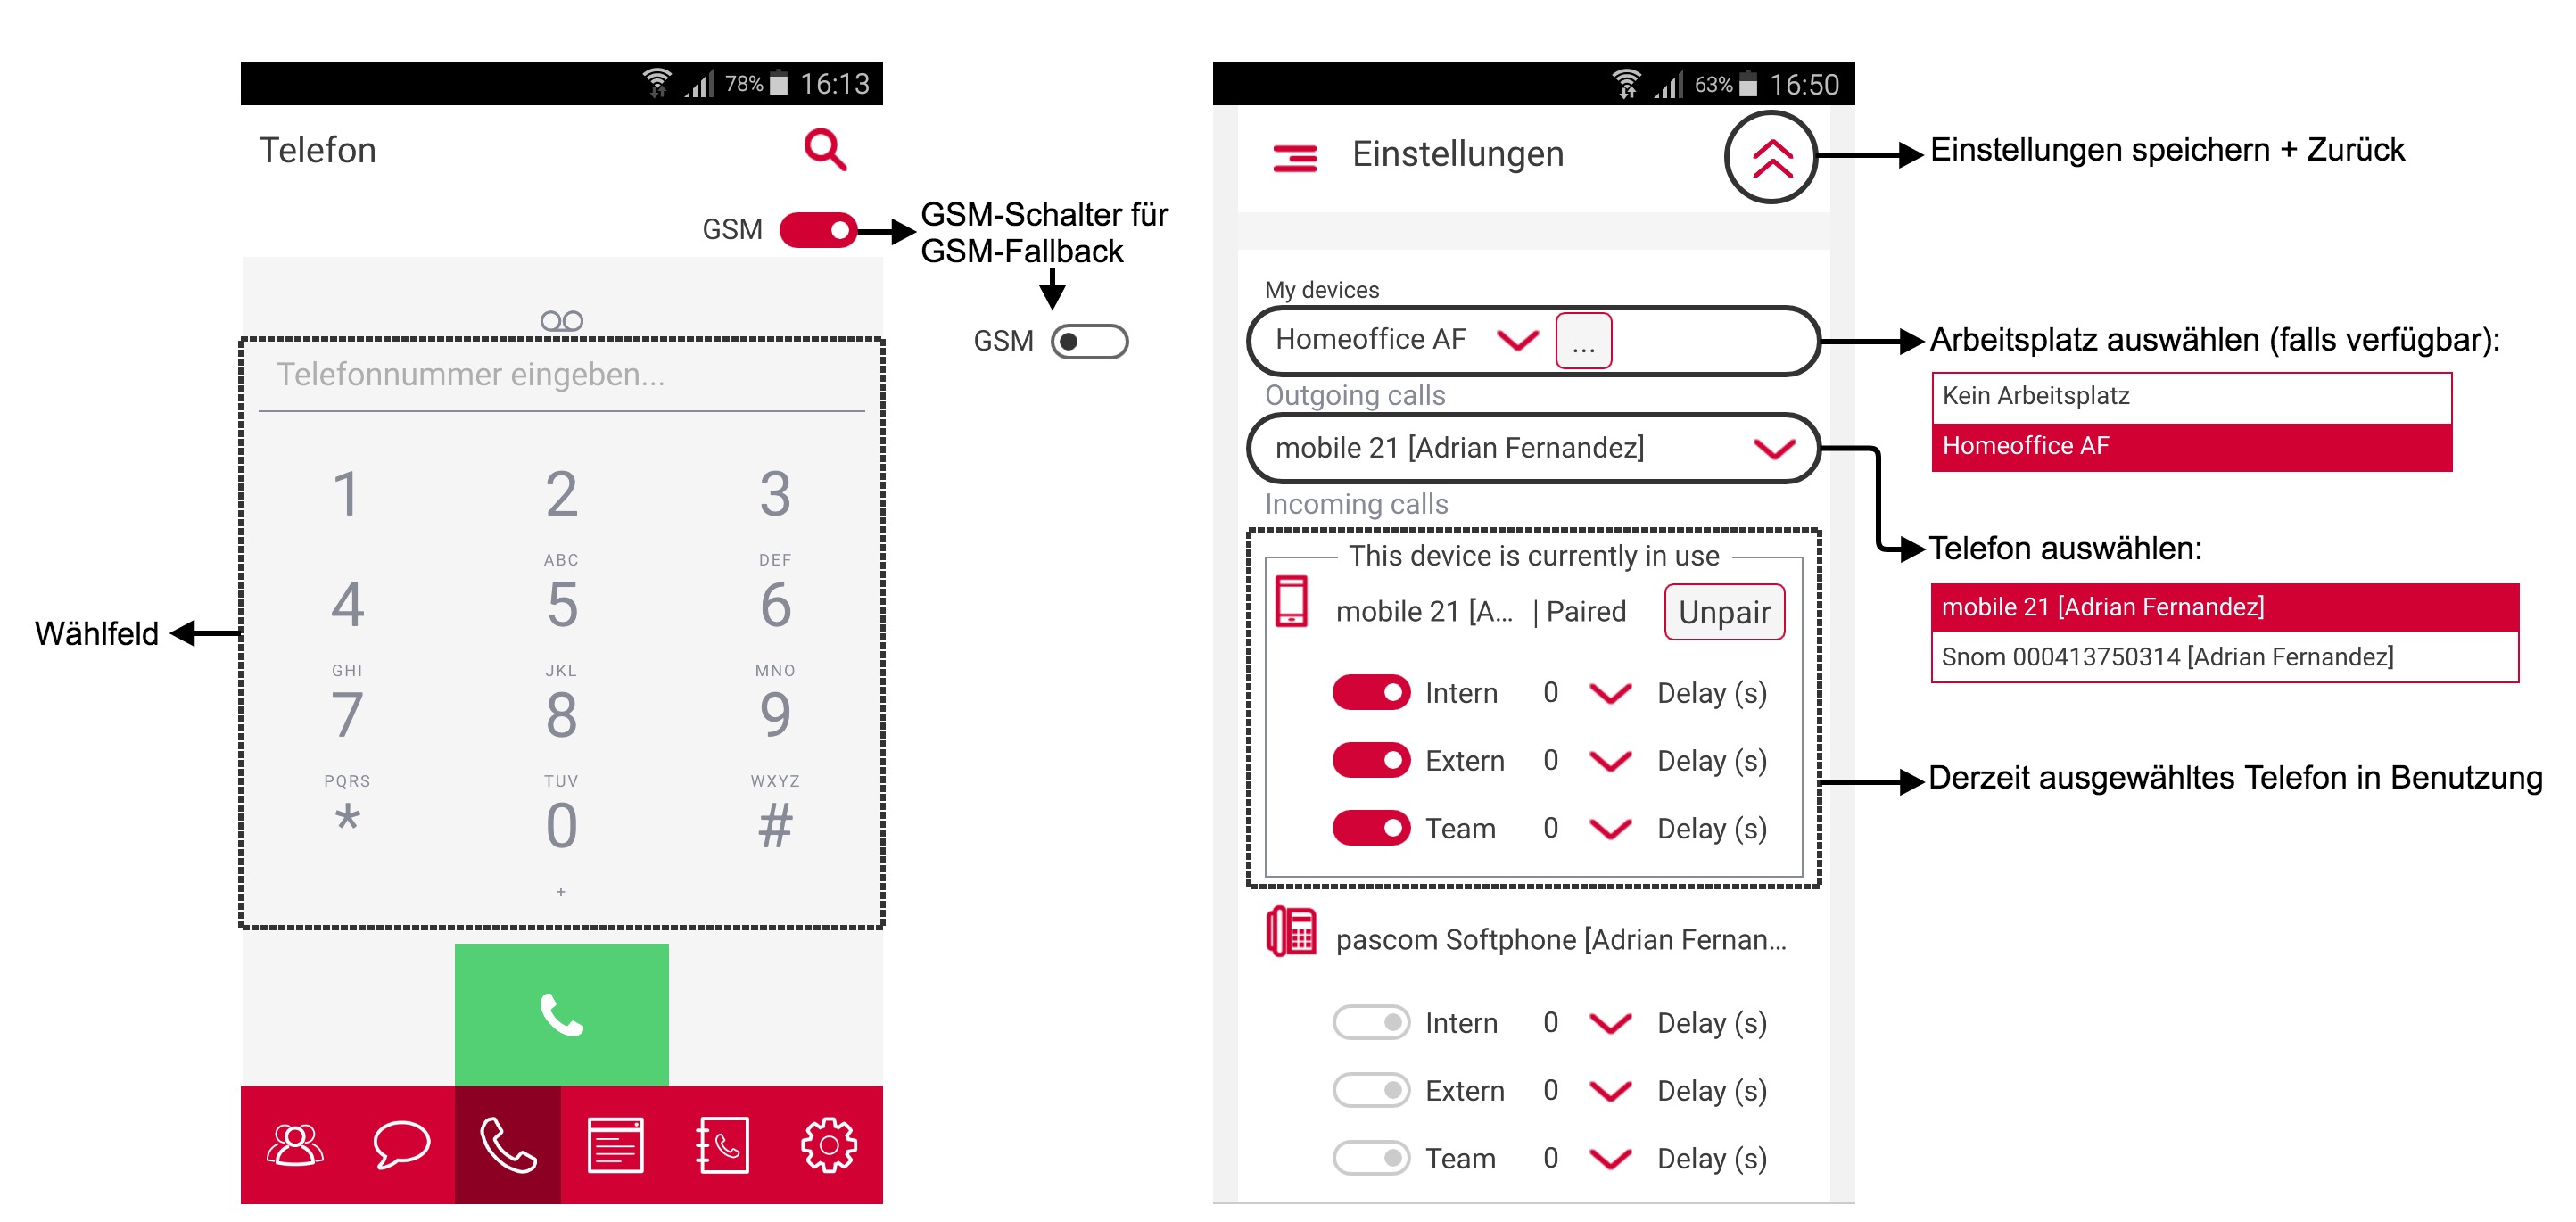 78% 16:13
Telefon
GSM
GSM-Schalter für
GSM-Fallback
GSM
Telefonnummer eingeben...
1 2 3
ABC DEF
4 5 6
GHI JKL MNO
7 8 9
PQRS TUV WXYZ
* 0 #
+
Wählfeld
63% 16:50
Einstellungen
Einstellungen speichern + Zurück
My devices
Homeoffice AF ...
Arbeitsplatz auswählen (falls verfügbar):
Kein Arbeitsplatz
Homeoffice AF
Outgoing calls
mobile 21 [Adrian Fernandez]
Telefon auswählen:
mobile 21 [Adrian Fernandez]
Snom 000413750314 [Adrian Fernandez]
Incoming calls
This device is currently in use
mobile 21 [A... | Paired Unpair
Intern 0 Delay (s)
Extern 0 Delay (s)
Team 0 Delay (s)
Derzeit ausgewähltes Telefon in Benutzung
pascom Softphone [Adrian Fernan...
Intern 0 Delay (s)
Extern 0 Delay (s)
Team 0 Delay (s)